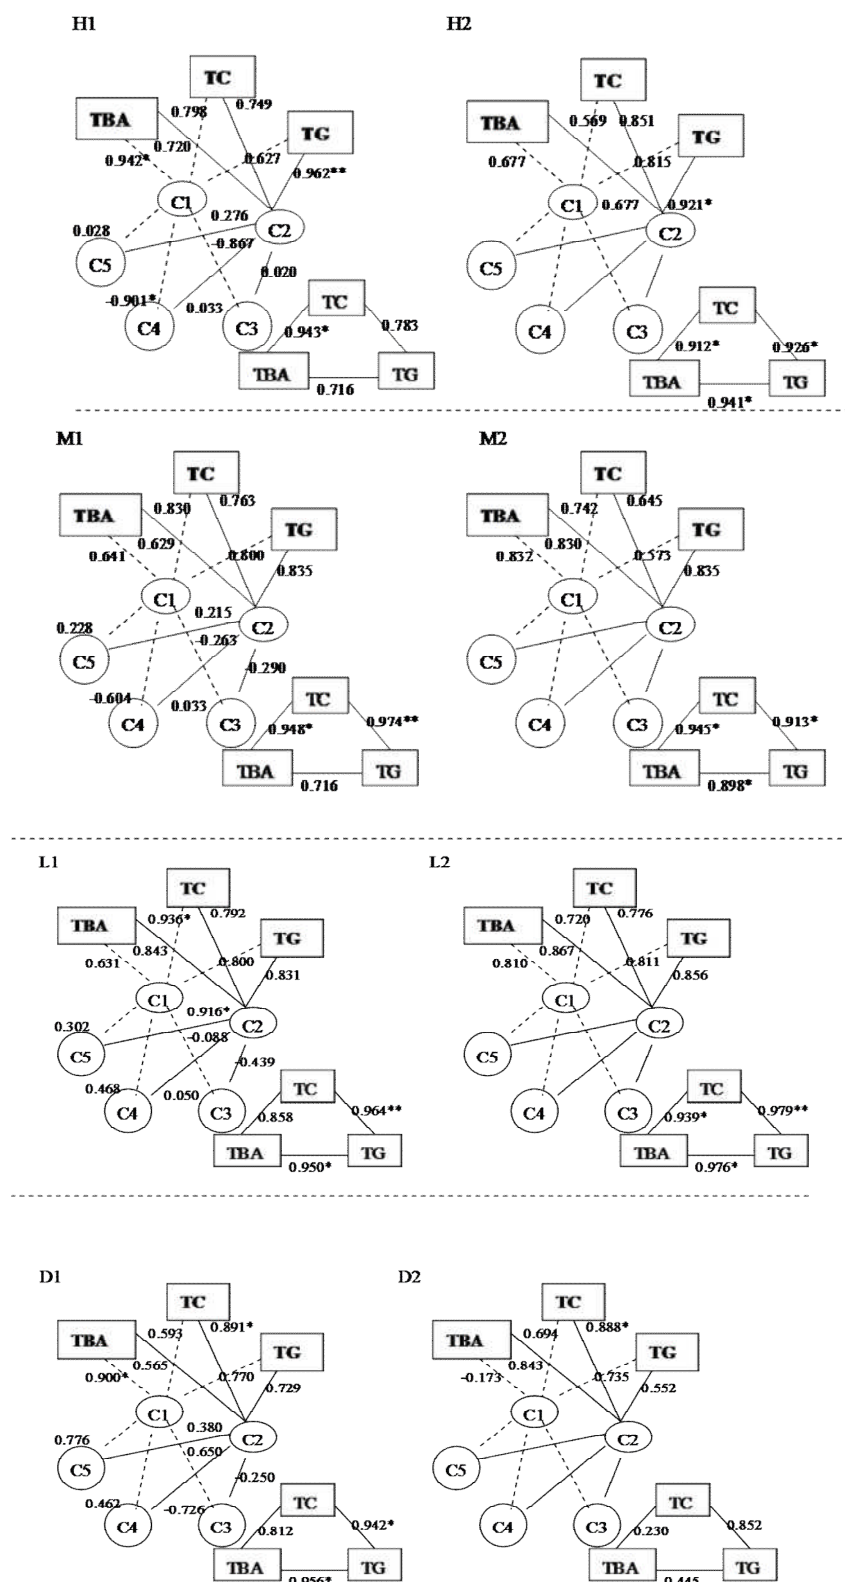 H1 H2
TC TC
TBA 0.798 0.749 TBA 0.569 0.851
TG TG
0.942* 0.720 0.627 0.677 0.815
0.962**
C1 C1
0.276 C2 0.677 0.921* C2
0.028 -0.867
C5 C5
0.020
-0.901* 0.033 TC TC
C4 C3 C4 C3
0.943* 0.783 0.912* 0.926*
TBA TG TBA TG
0.716 0.941*
M1 M2
TC TC
TBA 0.830 0.763 TBA 0.742 0.645
TG TG
0.641 0.629 0.800 0.832 0.830 0.573
0.835 0.835
C1 C1
0.215 C2 C2
0.228 -0.263
C5 C5
-0.290
-0.604 0.033 TC TC
C4 C3 C4 C3
0.948* 0.974** 0.945* 0.913*
TBA TG TBA TG
0.716 0.898*
L1 L2
TC TC
TBA 0.936* 0.792 TBA 0.720 0.776
TG TG
0.631 0.843 0.800 0.810 0.867 0.811
0.831 0.856
C1 C1
0.916* C2 C2
0.302 -0.088
C5 C5
-0.439
0.468 0.050 TC TC
C4 C3 C4 C3
0.858 0.964** 0.939* 0.979**
TBA TG TBA TG
0.950* 0.976*
D1 D2
TC TC
TBA 0.593 0.891* TBA 0.694 0.888*
TG TG
0.900* 0.565 0.770 -0.173 0.843 0.735
0.729 0.552
C1 C1
0.380 C2 C2
0.776 0.650
C5 C5
-0.250
0.462 -0.726 TC TC
C4 C3 C4 C3
0.812 0.942* 0.230 0.852
TBA TG TBA TG
0.956* 0.445